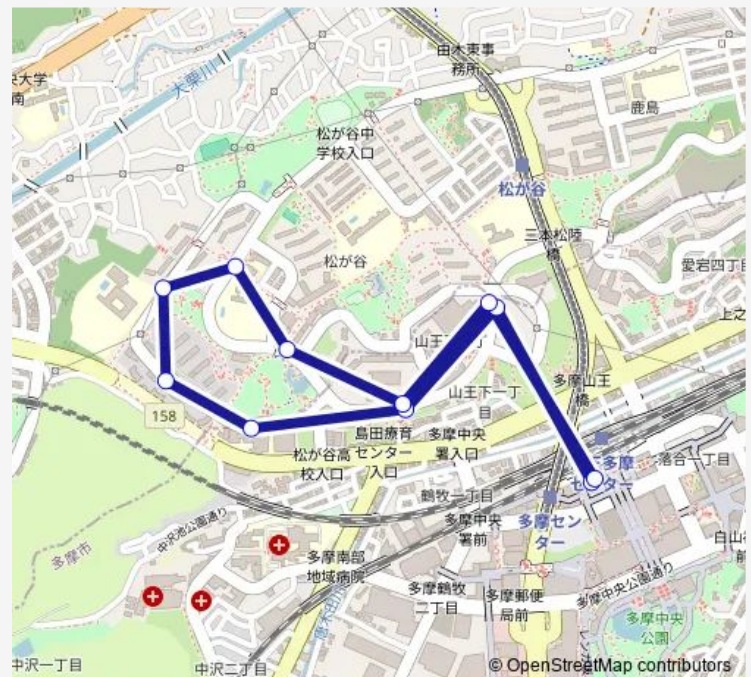 由木東事
務所
央大学
南
大栗川
鹿島
松が谷中
学校入口
松が谷
三本松陸
橋
松が谷
愛宕四丁目
上之
山王
丁
多摩山王
橋
山王下一丁
目
158
島田療育
センター
入口
多摩中央
署入口
松が谷高
校入口
多摩
センター
落合一丁目
鶴牧一丁目
多摩セン
ター
多摩中央
署前
白山神
前
中沢池公園通り
多摩市
多摩南部
地域病院
多摩鶴牧
二丁目
多摩郵便
局前
多摩中央公園通り
多摩中央
公園
中沢一丁目
中沢二丁目
© OpenStreetMap contributors